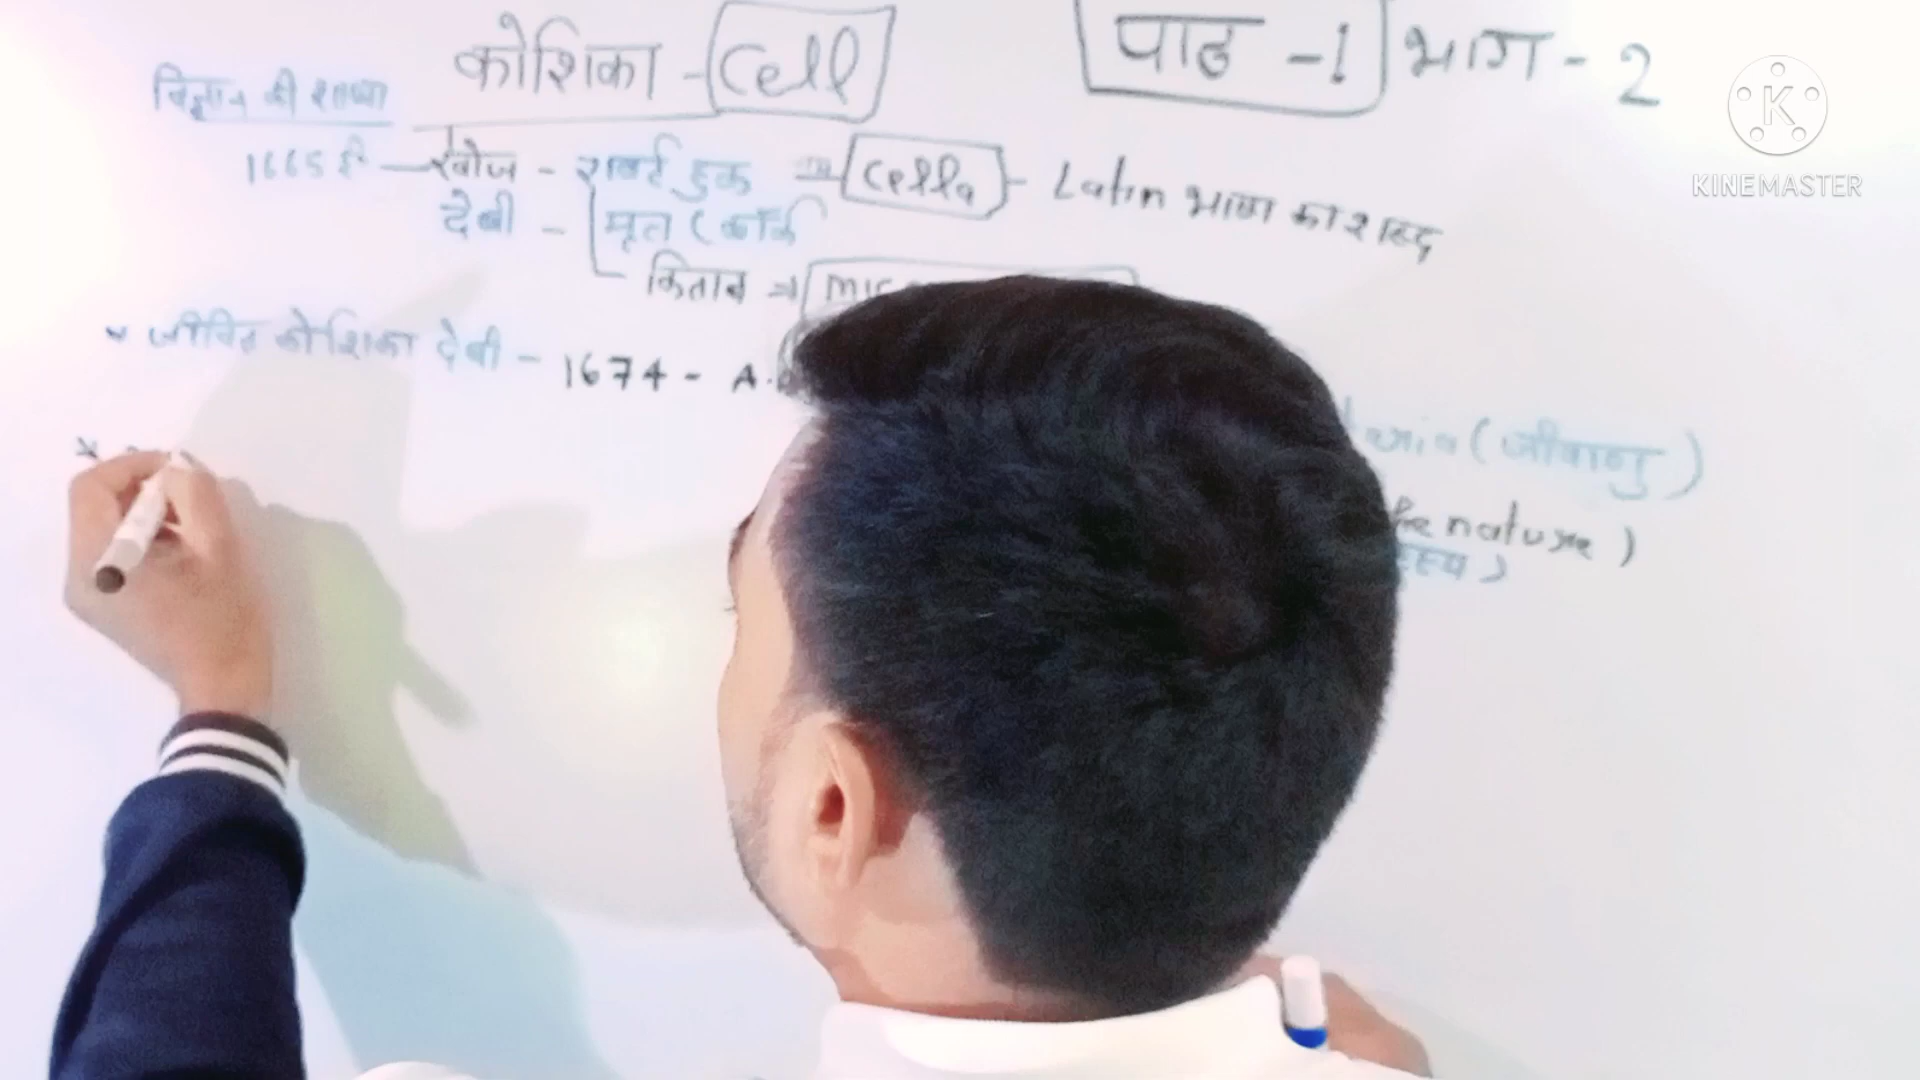 कोशिका - Cell पाठ -1 भाग - 2
विज्ञान की शाखा
1665 ई - खोज - राबर्ट हुक ⇒ Cella - Latin भाषा का शब्द
देखी - मृत (कॉर्क
किताब ⇒
जीवित कोशिका देखी - 1674 - A.
(जीवाणु)
nature)
KINEMASTER